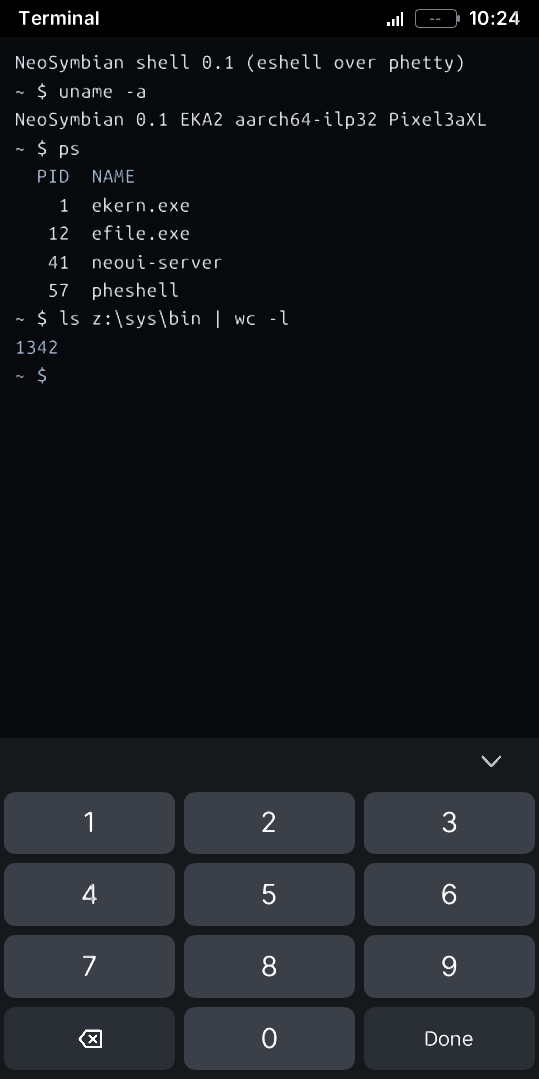 Terminal -- 10:24
NeoSymbian shell 0.1 (eshell over phetty)
~ $ uname -a
NeoSymbian 0.1 EKA2 aarch64-ilp32 Pixel3aXL
~ $ ps
PID NAME
1 ekern.exe
12 efile.exe
41 neoui-server
57 pheshell
~ $ ls z:\sys\bin | wc -l
1342
~ $
1 2 3
4 5 6
7 8 9
0 Done